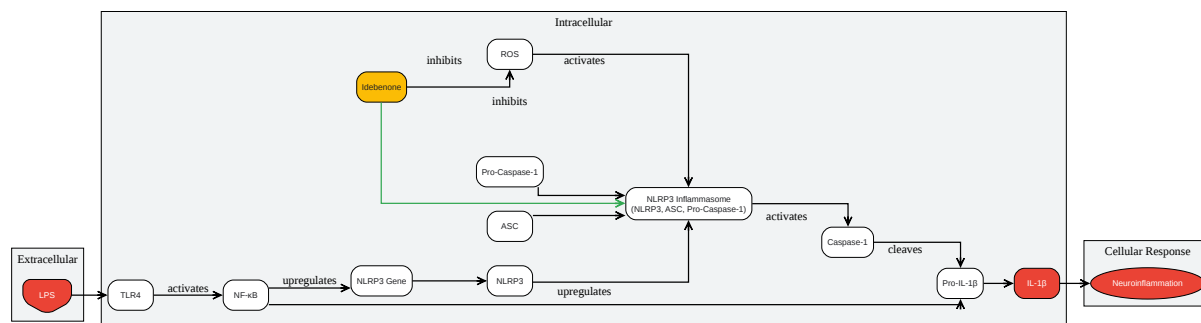 Intracellular
ROS
inhibits
activates
Idebenone
inhibits
Pro-Caspase-1
NLRP3 Inflammasome
(NLRP3, ASC, Pro-Caspase-1)
activates
ASC
Caspase-1
cleaves
Extracellular
LPS
TLR4
activates
NF-κB
upregulates
NLRP3 Gene
NLRP3
upregulates
Pro-IL-1β
IL-1β
Cellular Response
Neuroinflammation